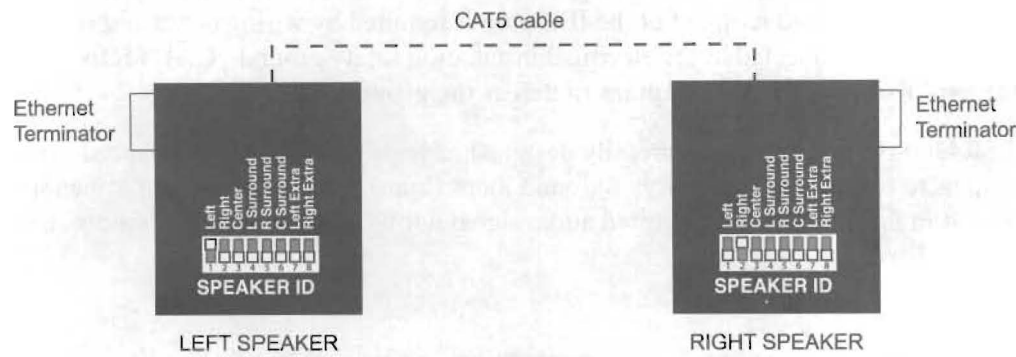 CAT5 cable
Ethernet
Terminator
Left
Right
Center
L Surround
R Surround
C Surround
Left Extra
Right Extra
1 2 3 4 5 6 7 8
SPEAKER ID
LEFT SPEAKER
Left
Right
Center
L Surround
R Surround
C Surround
Left Extra
Right Extra
1 2 3 4 5 6 7 8
SPEAKER ID
RIGHT SPEAKER
Ethernet
Terminator